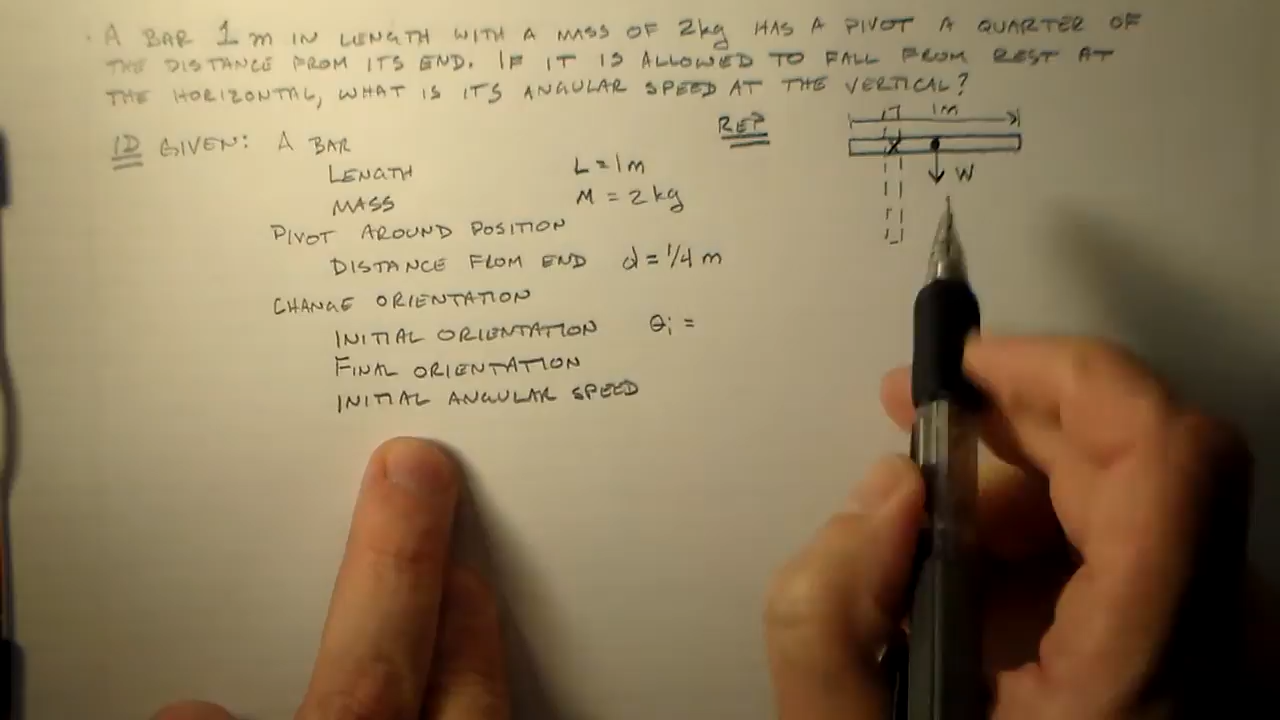 A BAR 1 m IN LENGTH WITH A MASS OF 2kg HAS A PIVOT A QUARTER OF
THE DISTANCE FROM ITS END. IF IT IS ALLOWED TO FALL FROM REST AT
THE HORIZONTAL, WHAT IS ITS ANGULAR SPEED AT THE VERTICAL?
ID GIVEN: A BAR
LENGTH L = 1m
MASS M = 2 kg
PIVOT AROUND POSITION
DISTANCE FROM END d = 1/4 m
CHANGE ORIENTATION
INITIAL ORIENTATION θi =
FINAL ORIENTATION
INITIAL ANGULAR SPEED
REP
1m
W